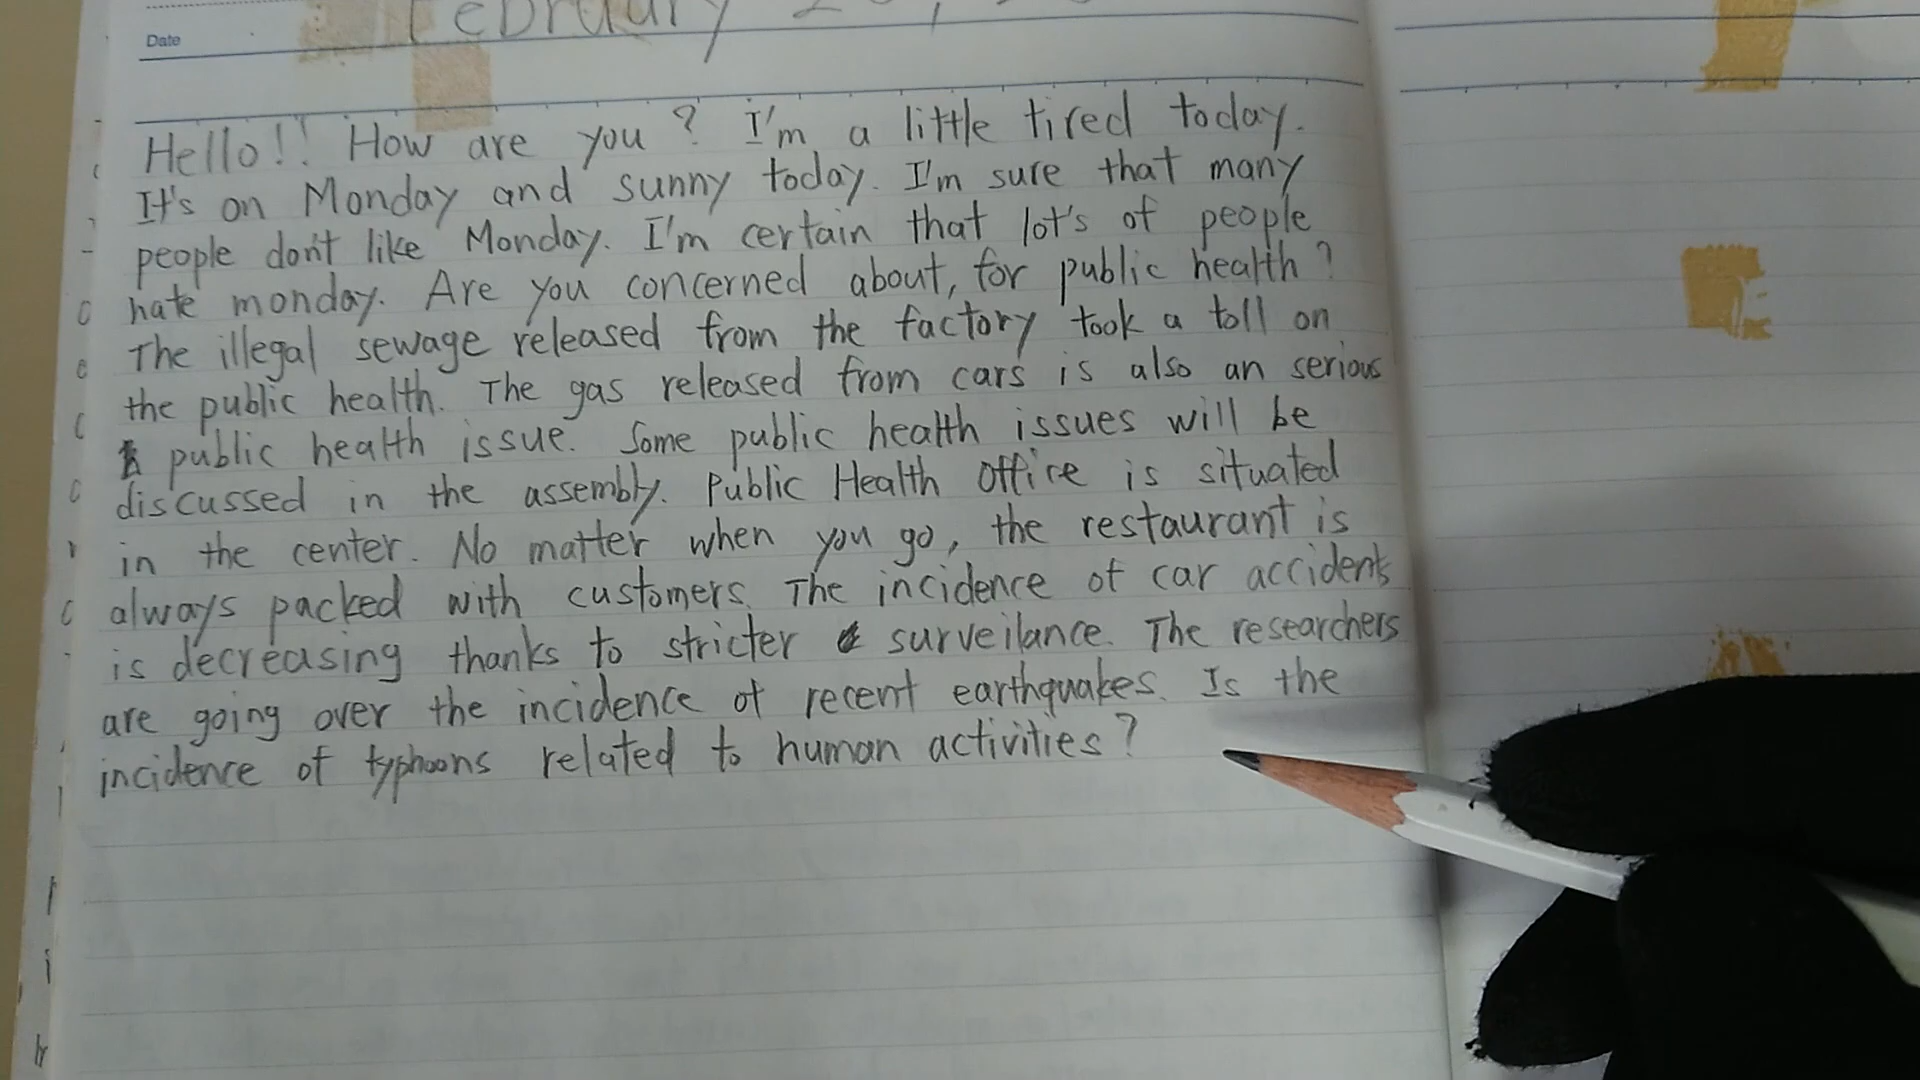 February
Date
Hello!! How are you? I'm a little tired today.
It's on Monday and sunny today. I'm sure that many
people don't like Monday. I'm certain that lot's of people
hate monday. Are you concerned about, for public health?
The illegal sewage released from the factory took a toll on
the public health. The gas released from cars is also an serious
public health issue. Some public health issues will be
discussed in the assembly. Public Health Office is situated
in the center. No matter when you go, the restaurant is
always packed with customers. The incidence of car accidents
is decreasing thanks to stricter surveilance. The researchers
are going over the incidence of recent earthquakes. Is the
incidence of typhoons related to human activities?